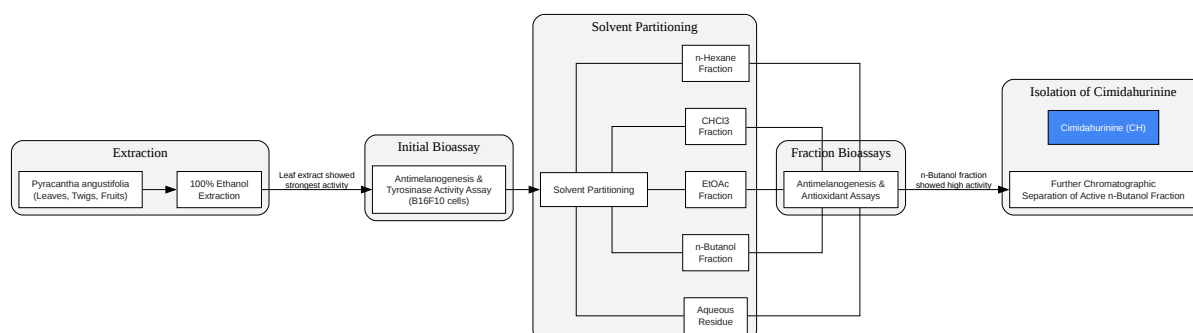 Extraction
Pyracantha angustifolia
(Leaves, Twigs, Fruits)
100% Ethanol
Extraction
Leaf extract showed
strongest activity
Initial Bioassay
Antimelanogenesis &
Tyrosinase Activity Assay
(B16F10 cells)
Solvent Partitioning
Solvent Partitioning
n-Hexane
Fraction
CHCl3
Fraction
EtOAc
Fraction
n-Butanol
Fraction
Aqueous
Residue
Fraction Bioassays
Antimelanogenesis &
Antioxidant Assays
n-Butanol fraction
showed high activity
Isolation of Cimidahurinine
Cimidahurinine (CH)
Further Chromatographic
Separation of Active n-Butanol Fraction